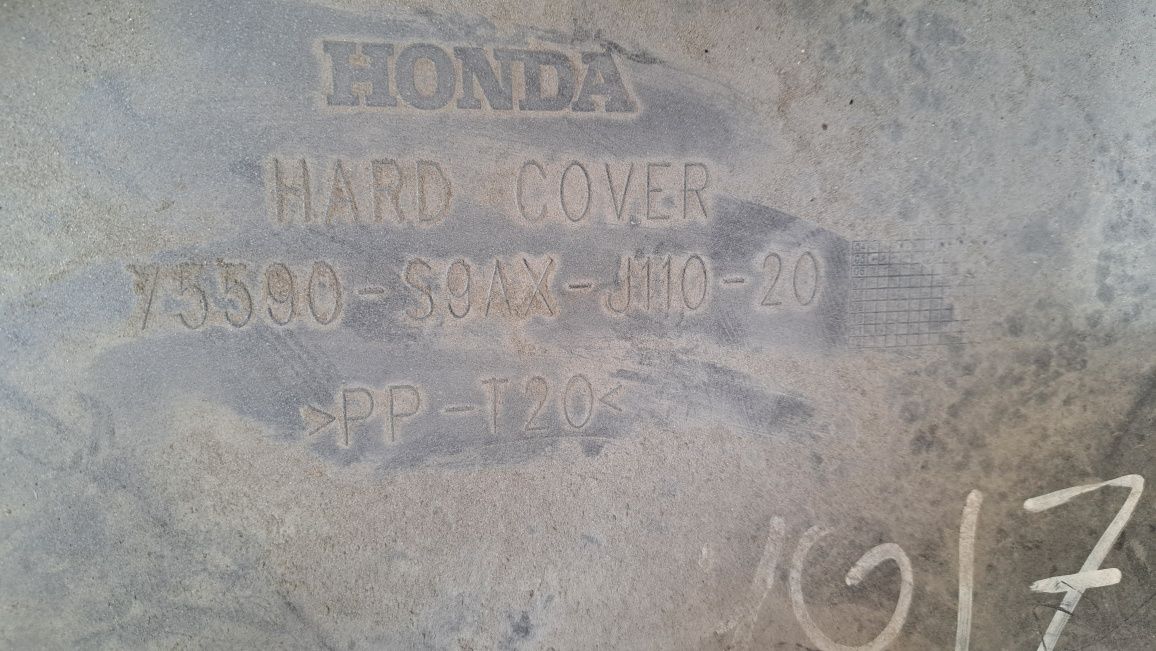 HONDA
HARD COVER
75590-S9AX-J110-20
>PP-T20<
1017